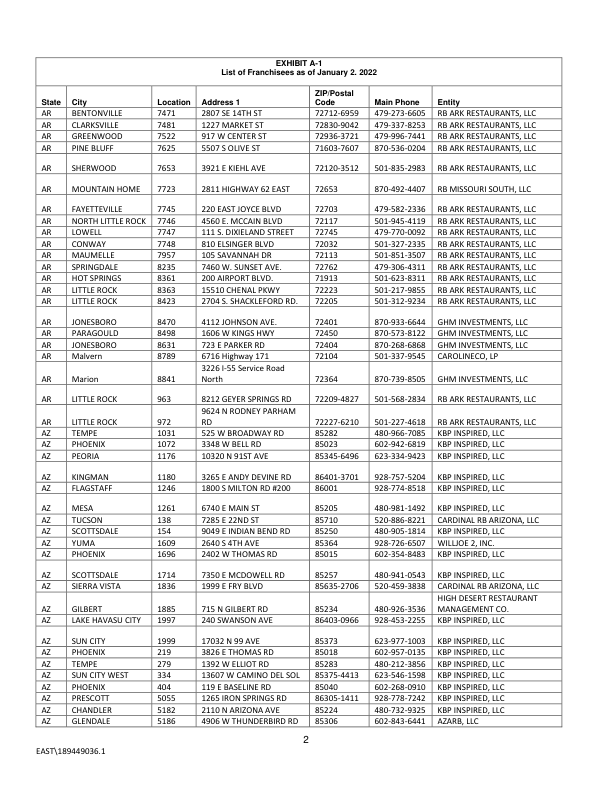 EXHIBIT A-1
List of Franchisees as of January 2. 2022
State City Location Address 1 ZIP/Postal Code Main Phone Entity
AR BENTONVILLE 7471 2807 SE 14TH ST 72712-6959 479-273-6605 RB ARK RESTAURANTS, LLC
AR CLARKSVILLE 7481 1227 MARKET ST 72830-9042 479-337-8253 RB ARK RESTAURANTS, LLC
AR GREENWOOD 7522 917 W CENTER ST 72936-3721 479-996-7441 RB ARK RESTAURANTS, LLC
AR PINE BLUFF 7625 5507 S OLIVE ST 71603-7607 870-536-0204 RB ARK RESTAURANTS, LLC
AR SHERWOOD 7653 3921 E KIEHL AVE 72120-3512 501-835-2983 RB ARK RESTAURANTS, LLC
AR MOUNTAIN HOME 7723 2811 HIGHWAY 62 EAST 72653 870-492-4407 RB MISSOURI SOUTH, LLC
AR FAYETTEVILLE 7745 220 EAST JOYCE BLVD 72703 479-582-2336 RB ARK RESTAURANTS, LLC
AR NORTH LITTLE ROCK 7746 4560 E. MCCAIN BLVD 72117 501-945-4119 RB ARK RESTAURANTS, LLC
AR LOWELL 7747 111 S. DIXIELAND STREET 72745 479-770-0092 RB ARK RESTAURANTS, LLC
AR CONWAY 7748 810 ELSINGER BLVD 72032 501-327-2335 RB ARK RESTAURANTS, LLC
AR MAUMELLE 7957 105 SAVANNAH DR 72113 501-851-3507 RB ARK RESTAURANTS, LLC
AR SPRINGDALE 8235 7460 W. SUNSET AVE. 72762 479-306-4311 RB ARK RESTAURANTS, LLC
AR HOT SPRINGS 8361 200 AIRPORT BLVD. 71913 501-623-8311 RB ARK RESTAURANTS, LLC
AR LITTLE ROCK 8363 15510 CHENAL PKWY 72223 501-217-9855 RB ARK RESTAURANTS, LLC
AR LITTLE ROCK 8423 2704 S. SHACKLEFORD RD. 72205 501-312-9234 RB ARK RESTAURANTS, LLC
AR JONESBORO 8470 4112 JOHNSON AVE. 72401 870-933-6644 GHM INVESTMENTS, LLC
AR PARAGOULD 8498 1606 W KINGS HWY 72450 870-573-8122 GHM INVESTMENTS, LLC
AR JONESBORO 8631 723 E PARKER RD 72404 870-268-6868 GHM INVESTMENTS, LLC
AR Malvern 8789 6716 Highway 171 72104 501-337-9545 CAROLINECO, LP
AR Marion 8841 3226 I-55 Service Road North 72364 870-739-8505 GHM INVESTMENTS, LLC
AR LITTLE ROCK 963 8212 GEYER SPRINGS RD 72209-4827 501-568-2834 RB ARK RESTAURANTS, LLC
AR LITTLE ROCK 972 9624 N RODNEY PARHAM RD 72227-6210 501-227-4618 RB ARK RESTAURANTS, LLC
AZ TEMPE 1031 525 W BROADWAY RD 85282 480-966-7085 KBP INSPIRED, LLC
AZ PHOENIX 1072 3348 W BELL RD 85023 602-942-6819 KBP INSPIRED, LLC
AZ PEORIA 1176 10320 N 91ST AVE 85345-6496 623-334-9423 KBP INSPIRED, LLC
AZ KINGMAN 1180 3265 E ANDY DEVINE RD 86401-3701 928-757-5204 KBP INSPIRED, LLC
AZ FLAGSTAFF 1246 1800 S MILTON RD #200 86001 928-774-8518 KBP INSPIRED, LLC
AZ MESA 1261 6740 E MAIN ST 85205 480-981-1492 KBP INSPIRED, LLC
AZ TUCSON 138 7285 E 22ND ST 85710 520-886-8221 CARDINAL RB ARIZONA, LLC
AZ SCOTTSDALE 154 9049 E INDIAN BEND RD 85250 480-905-1814 KBP INSPIRED, LLC
AZ YUMA 1609 2640 S 4TH AVE 85364 928-726-6507 WILLJOE 2, INC.
AZ PHOENIX 1696 2402 W THOMAS RD 85015 602-354-8483 KBP INSPIRED, LLC
AZ SCOTTSDALE 1714 7350 E MCDOWELL RD 85257 480-941-0543 KBP INSPIRED, LLC
AZ SIERRA VISTA 1836 1999 E FRY BLVD 85635-2706 520-459-3838 CARDINAL RB ARIZONA, LLC
AZ GILBERT 1885 715 N GILBERT RD 85234 480-926-3536 HIGH DESERT RESTAURANT MANAGEMENT CO.
AZ LAKE HAVASU CITY 1997 240 SWANSON AVE 86403-0966 928-453-2255 KBP INSPIRED, LLC
AZ SUN CITY 1999 17032 N 99 AVE 85373 623-977-1003 KBP INSPIRED, LLC
AZ PHOENIX 219 3826 E THOMAS RD 85018 602-957-0135 KBP INSPIRED, LLC
AZ TEMPE 279 1392 W ELLIOT RD 85283 480-212-3856 KBP INSPIRED, LLC
AZ SUN CITY WEST 334 13607 W CAMINO DEL SOL 85375-4413 623-546-1598 KBP INSPIRED, LLC
AZ PHOENIX 404 119 E BASELINE RD 85040 602-268-0910 KBP INSPIRED, LLC
AZ PRESCOTT 5055 1265 IRON SPRINGS RD 86305-1411 928-778-7242 KBP INSPIRED, LLC
AZ CHANDLER 5182 2110 N ARIZONA AVE 85224 480-732-9325 KBP INSPIRED, LLC
AZ GLENDALE 5186 4906 W THUNDERBIRD RD 85306 602-843-6441 AZARB, LLC
2
EAST\189449036.1